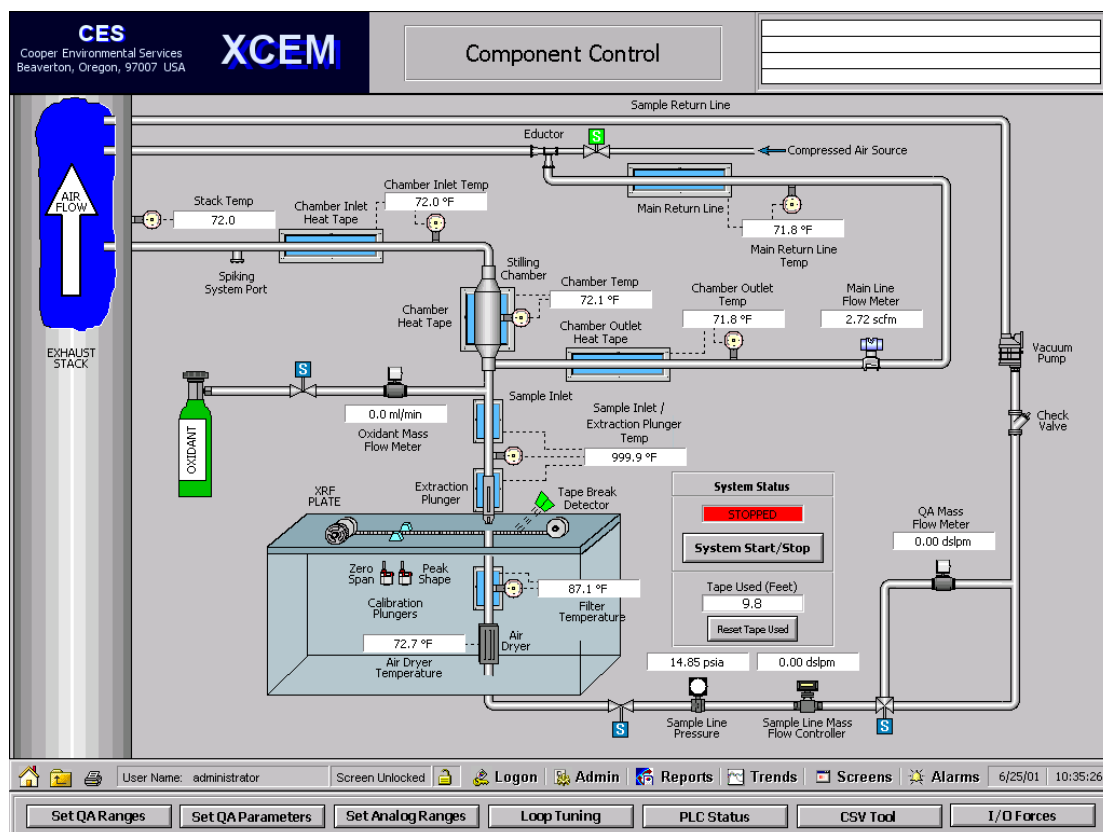 CES
Cooper Environmental Services
Beaverton, Oregon, 97007 USA
XCEM
Component Control
Sample Return Line
Eductor
S
Compressed Air Source
AIR
FLOW
Stack Temp
72.0
Chamber Inlet
Heat Tape
Chamber Inlet Temp
72.0 °F
Main Return Line
71.8 °F
Main Return Line
Temp
Spiking
System Port
Stilling
Chamber
Chamber
Heat Tape
Chamber Temp
72.1 °F
Chamber Outlet
Heat Tape
Chamber Outlet
Temp
71.8 °F
Main Line
Flow Meter
2.72 scfm
EXHAUST
STACK
Vacuum
Pump
S
OXIDANT
0.0 ml/min
Oxidant Mass
Flow Meter
Sample Inlet
Sample Inlet /
Extraction Plunger
Temp
999.9 °F
Check
Valve
Extraction
Plunger
XRF
PLATE
Tape Break
Detector
System Status
STOPPED
System Start/Stop
Tape Used (Feet)
9.8
Reset Tape Used
QA Mass
Flow Meter
0.00 dslpm
Zero
Span
Peak
Shape
Calibration
Plungers
87.1 °F
Filter
Temperature
72.7 °F
Air Dryer
Temperature
Air
Dryer
14.85 psia
0.00 dslpm
S
Sample Line
Pressure
Sample Line Mass
Flow Controller
S
User Name: administrator
Screen Unlocked
Logon
Admin
Reports
Trends
Screens
Alarms
6/25/01
10:35:26
Set QA Ranges
Set QA Parameters
Set Analog Ranges
Loop Tuning
PLC Status
CSV Tool
I/O Forces